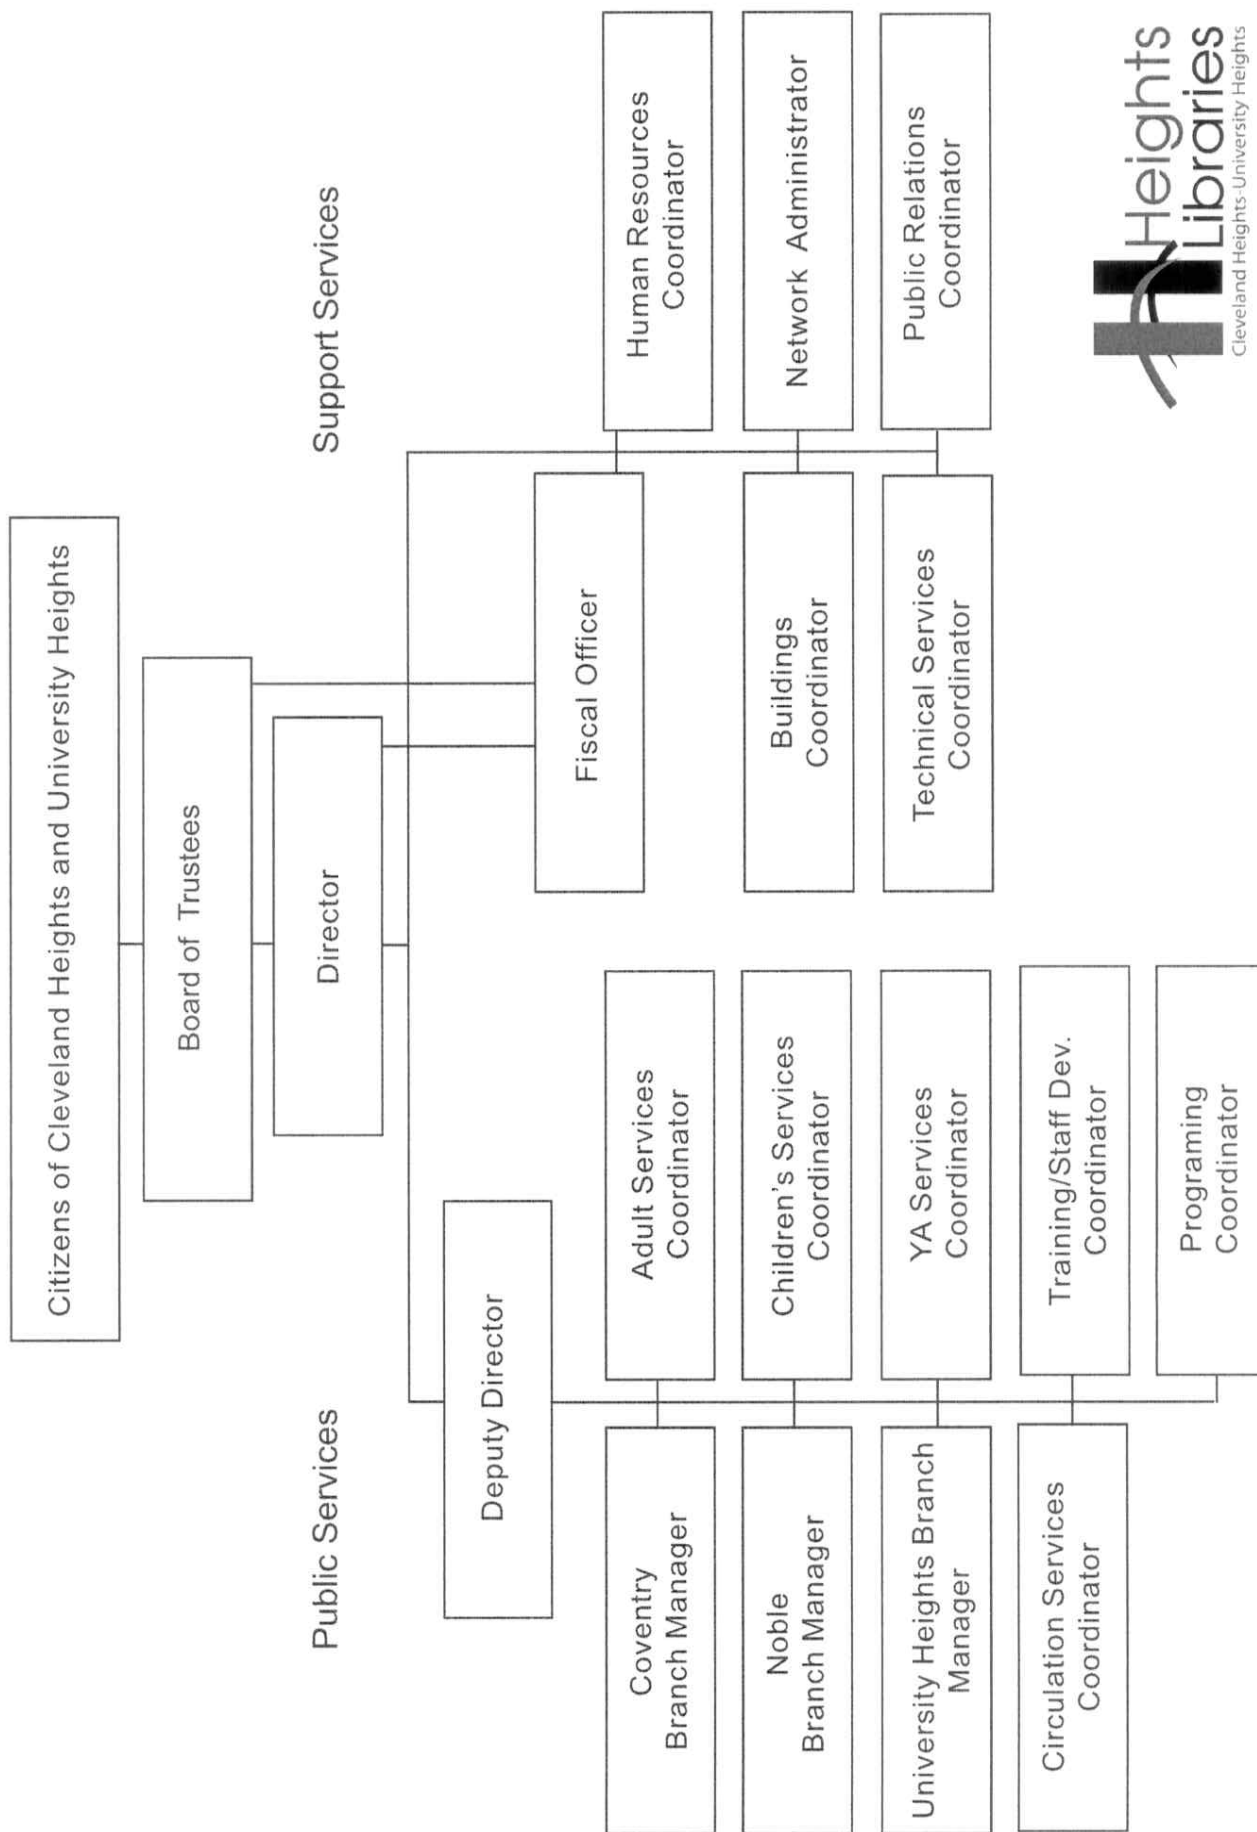 Citizens of Cleveland Heights and University Heights
Board of Trustees
Director
Public Services
Support Services
Deputy Director
Fiscal Officer
Coventry
Branch Manager
Adult Services
Coordinator
Human Resources
Coordinator
Noble
Branch Manager
Children's Services
Coordinator
Buildings
Coordinator
Network Administrator
University Heights Branch
Manager
YA Services
Coordinator
Technical Services
Coordinator
Public Relations
Coordinator
Circulation Services
Coordinator
Training/Staff Dev.
Coordinator
Programing
Coordinator
Heights
Libraries
Cleveland Heights-University Heights